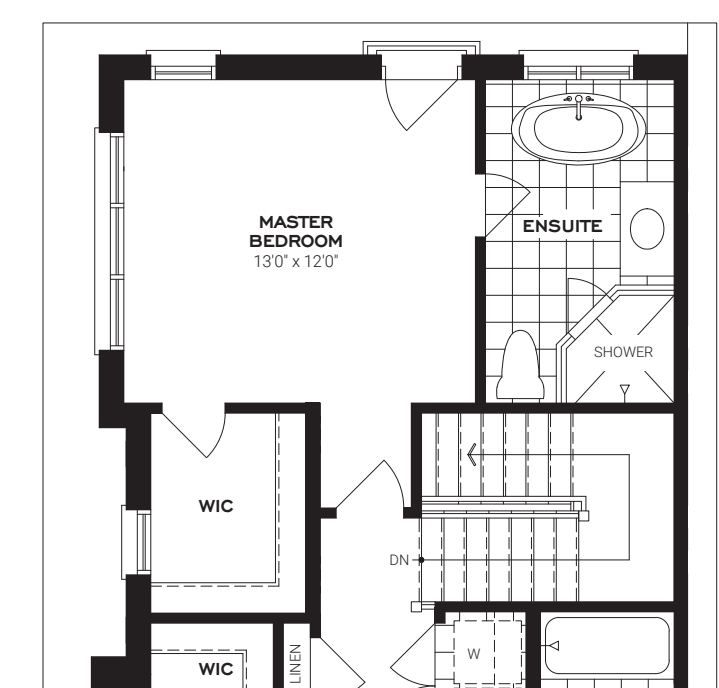 MASTER
BEDROOM
13'0" x 12'0"
ENSUITE
SHOWER
WIC
DN
LINEN
W
WIC